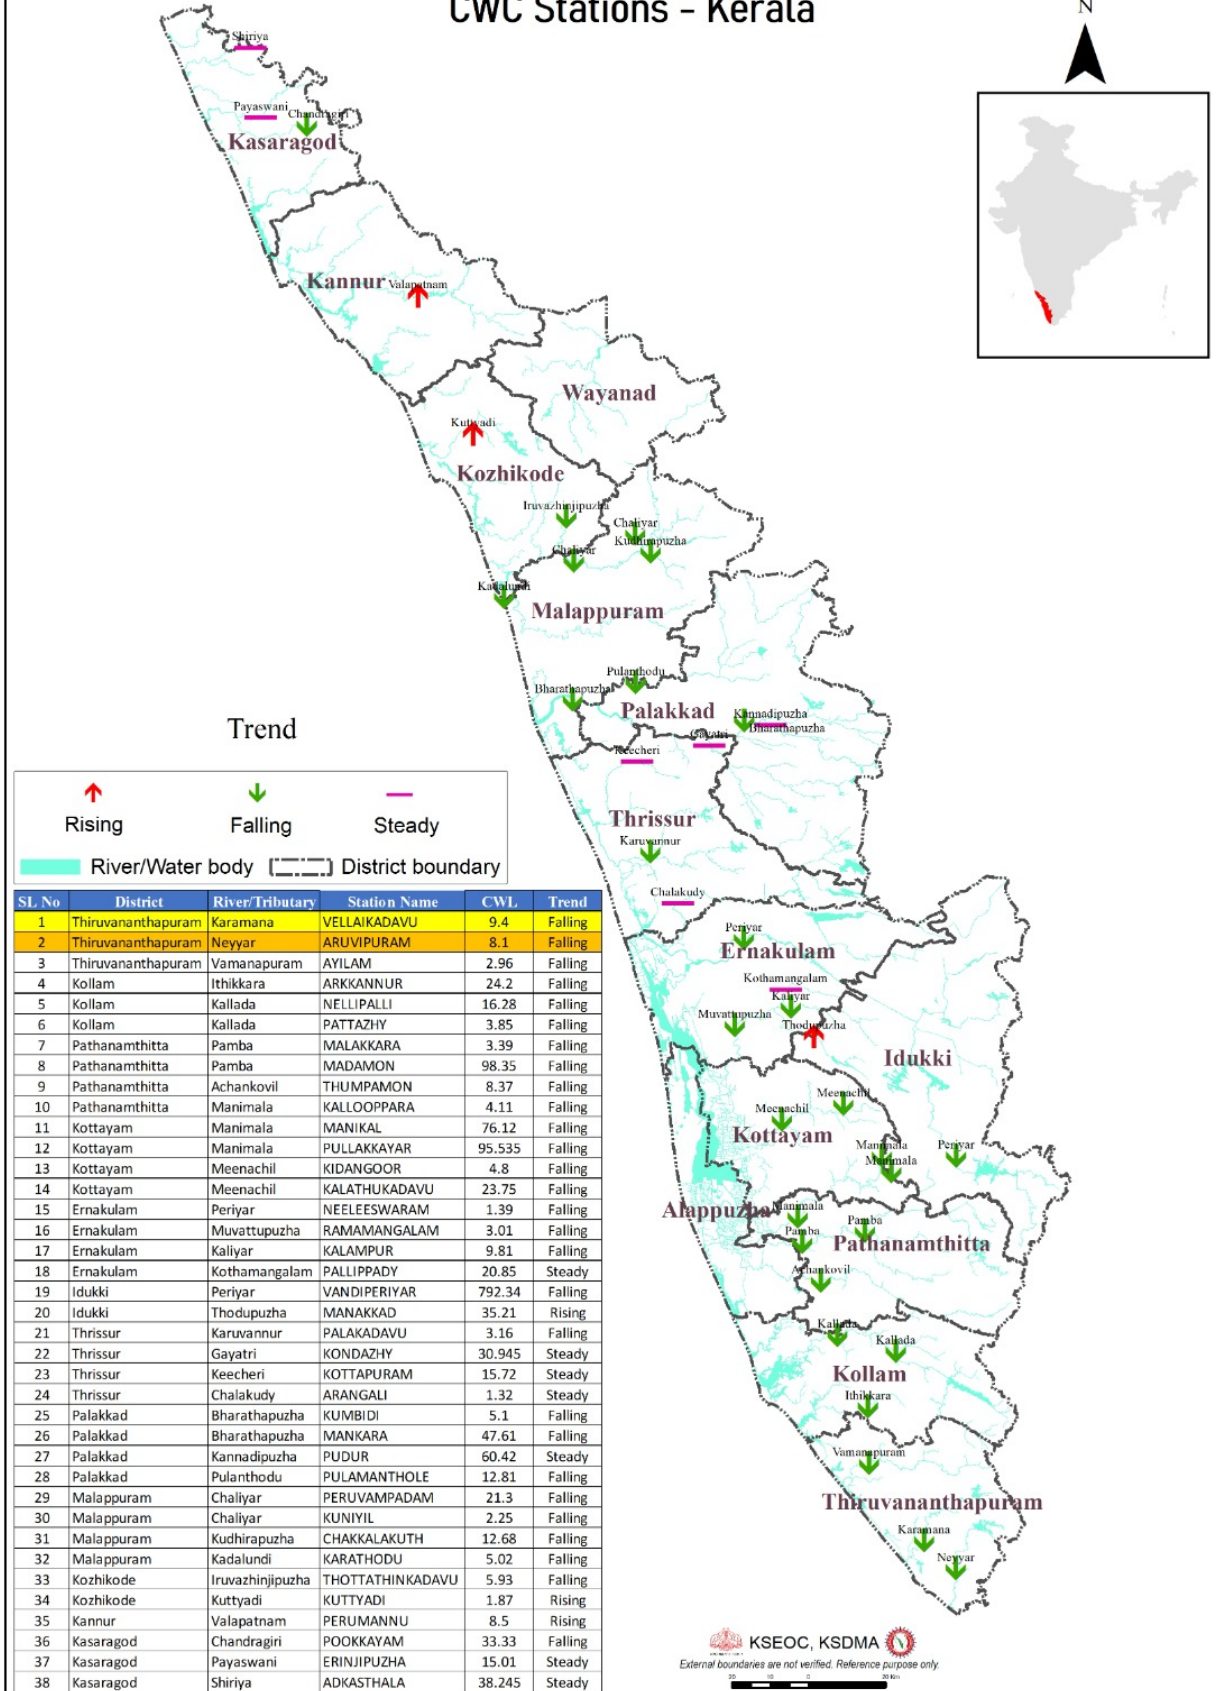 CWC Stations - Kerala
N
Shiriya
Payaswani
Chandragiri
Kasaragod
Kannur
Valapatnam
Wayanad
Kuttyadi
Kozhikode
Iruvazhinjipuzha
Chaliyar
Kudhirapuzha
Chaliyar
Kadalundi
Malappuram
Pulanthodu
Bharathapuzha
Palakkad
Kannadipuzha
Bharathapuzha
Gayatri
Keecheri
Thrissur
Karuvannur
Chalakudy
Periyar
Ernakulam
Kothamangalam
Kaliyar
Muvattupuzha
Thodupuzha
Idukki
Meenachil
Meenachil
Kottayam
Manimala
Manimala
Periyar
Alappuzha
Manimala
Pamba
Pamba
Pathanamthitta
Achankovil
Kallada
Kallada
Kollam
Ithikkara
Vamanapuram
Thiruvananthapuram
Karamana
Neyyar
Trend
Rising Falling Steady
River/Water body District boundary
SL No District River/Tributary Station Name CWL Trend
1 Thiruvananthapuram Karamana VELLAIKADAVU 9.4 Falling
2 Thiruvananthapuram Neyyar ARUVIPURAM 8.1 Falling
3 Thiruvananthapuram Vamanapuram AYILAM 2.96 Falling
4 Kollam Ithikkara ARKKANNUR 24.2 Falling
5 Kollam Kallada NELLIPALLI 16.28 Falling
6 Kollam Kallada PATTAZHY 3.85 Falling
7 Pathanamthitta Pamba MALAKKARA 3.39 Falling
8 Pathanamthitta Pamba MADAMON 98.35 Falling
9 Pathanamthitta Achankovil THUMPAMON 8.37 Falling
10 Pathanamthitta Manimala KALLOOPPARA 4.11 Falling
11 Kottayam Manimala MANIKAL 76.12 Falling
12 Kottayam Manimala PULLAKKAYAR 95.535 Falling
13 Kottayam Meenachil KIDANGOOR 4.8 Falling
14 Kottayam Meenachil KALATHUKADAVU 23.75 Falling
15 Ernakulam Periyar NEELEESWARAM 1.39 Falling
16 Ernakulam Muvattupuzha RAMAMANGALAM 3.01 Falling
17 Ernakulam Kaliyar KALAMPUR 9.81 Falling
18 Ernakulam Kothamangalam PALLIPPADY 20.85 Steady
19 Idukki Periyar VANDIPERIYAR 792.34 Falling
20 Idukki Thodupuzha MANAKKAD 35.21 Rising
21 Thrissur Karuvannur PALAKADAVU 3.16 Falling
22 Thrissur Gayatri KONDAZHY 30.945 Steady
23 Thrissur Keecheri KOTTAPURAM 15.72 Steady
24 Thrissur Chalakudy ARANGALI 1.32 Steady
25 Palakkad Bharathapuzha KUMBIDI 5.1 Falling
26 Palakkad Bharathapuzha MANKARA 47.61 Falling
27 Palakkad Kannadipuzha PUDUR 60.42 Steady
28 Palakkad Pulanthodu PULAMANTHOLE 12.81 Falling
29 Malappuram Chaliyar PERUVAMPADAM 21.3 Falling
30 Malappuram Chaliyar KUNIYIL 2.25 Falling
31 Malappuram Kudhirapuzha CHAKKALAKUTH 12.68 Falling
32 Malappuram Kadalundi KARATHODU 5.02 Falling
33 Kozhikode Iruvazhinjipuzha THOTTATHINKADAVU 5.93 Falling
34 Kozhikode Kuttyadi KUTTYADI 1.87 Rising
35 Kannur Valapatnam PERUMANNU 8.5 Rising
36 Kasaragod Chandragiri POOKKAYAM 33.33 Falling
37 Kasaragod Payaswani ERINJIPUZHA 15.01 Steady
38 Kasaragod Shiriya ADKASTHALA 38.245 Steady
KSEOC, KSDMA
External boundaries are not verified. Reference purpose only.
20 10 0 20 Km